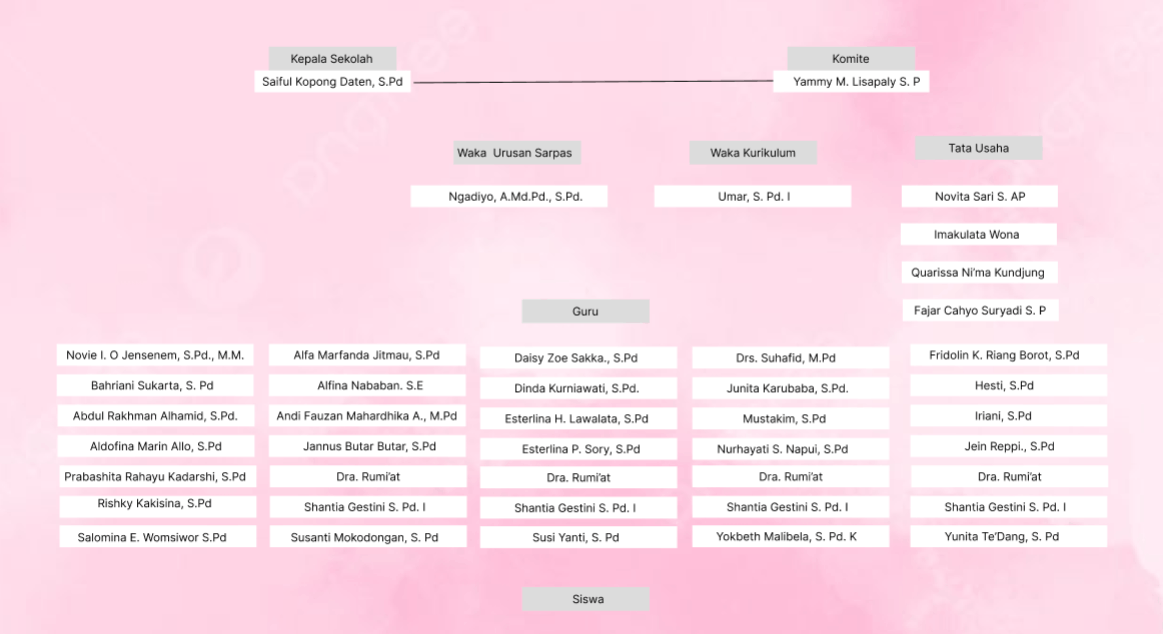 Kepala Sekolah
Saiful Kopong Daten, S.Pd
Komite
Yammy M. Lisapaly S. P
Waka  Urusan Sarpas
Ngadiyo, A.Md.Pd., S.Pd.
Waka Kurikulum
Umar, S. Pd. I
Tata Usaha
Novita Sari S. AP
Imakulata Wona
Quarissa Ni’ma Kundjung
Fajar Cahyo Suryadi S. P
Guru
Novie I. O Jensenem, S.Pd., M.M.
Bahriani Sukarta, S. Pd
Abdul Rakhman Alhamid, S.Pd.
Aldofina Marin Allo, S.Pd
Prabashita Rahayu Kadarshi, S.Pd
Rishky Kakisina, S.Pd
Salomina E. Womsiwor S.Pd
Alfa Marfanda Jitmau, S.Pd
Alfina Nababan. S.E
Andi Fauzan Mahardhika A., M.Pd
Jannus Butar Butar, S.Pd
Dra. Rumi’at
Shantia Gestini S. Pd. I
Susanti Mokodongan, S. Pd
Daisy Zoe Sakka., S.Pd
Dinda Kurniawati, S.Pd.
Esterlina H. Lawalata, S.Pd
Esterlina P. Sory, S.Pd
Dra. Rumi’at
Shantia Gestini S. Pd. I
Susi Yanti, S. Pd
Drs. Suhafid, M.Pd
Junita Karubaba, S.Pd.
Mustakim, S.Pd
Nurhayati S. Napui, S.Pd
Dra. Rumi’at
Shantia Gestini S. Pd. I
Yokbeth Malibela, S. Pd. K
Fridolin K. Riang Borot, S.Pd
Hesti, S.Pd
Iriani, S.Pd
Jein Reppi., S.Pd
Dra. Rumi’at
Shantia Gestini S. Pd. I
Yunita Te’Dang, S. Pd
Siswa
pngtree